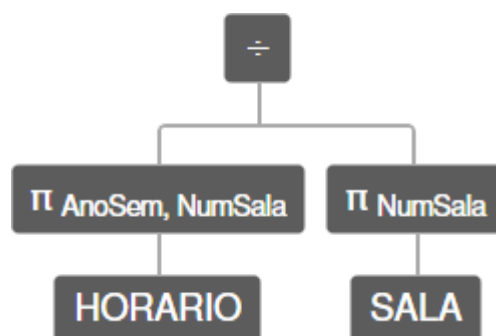 ÷
π AnoSem, NumSala
π NumSala
HORARIO
SALA